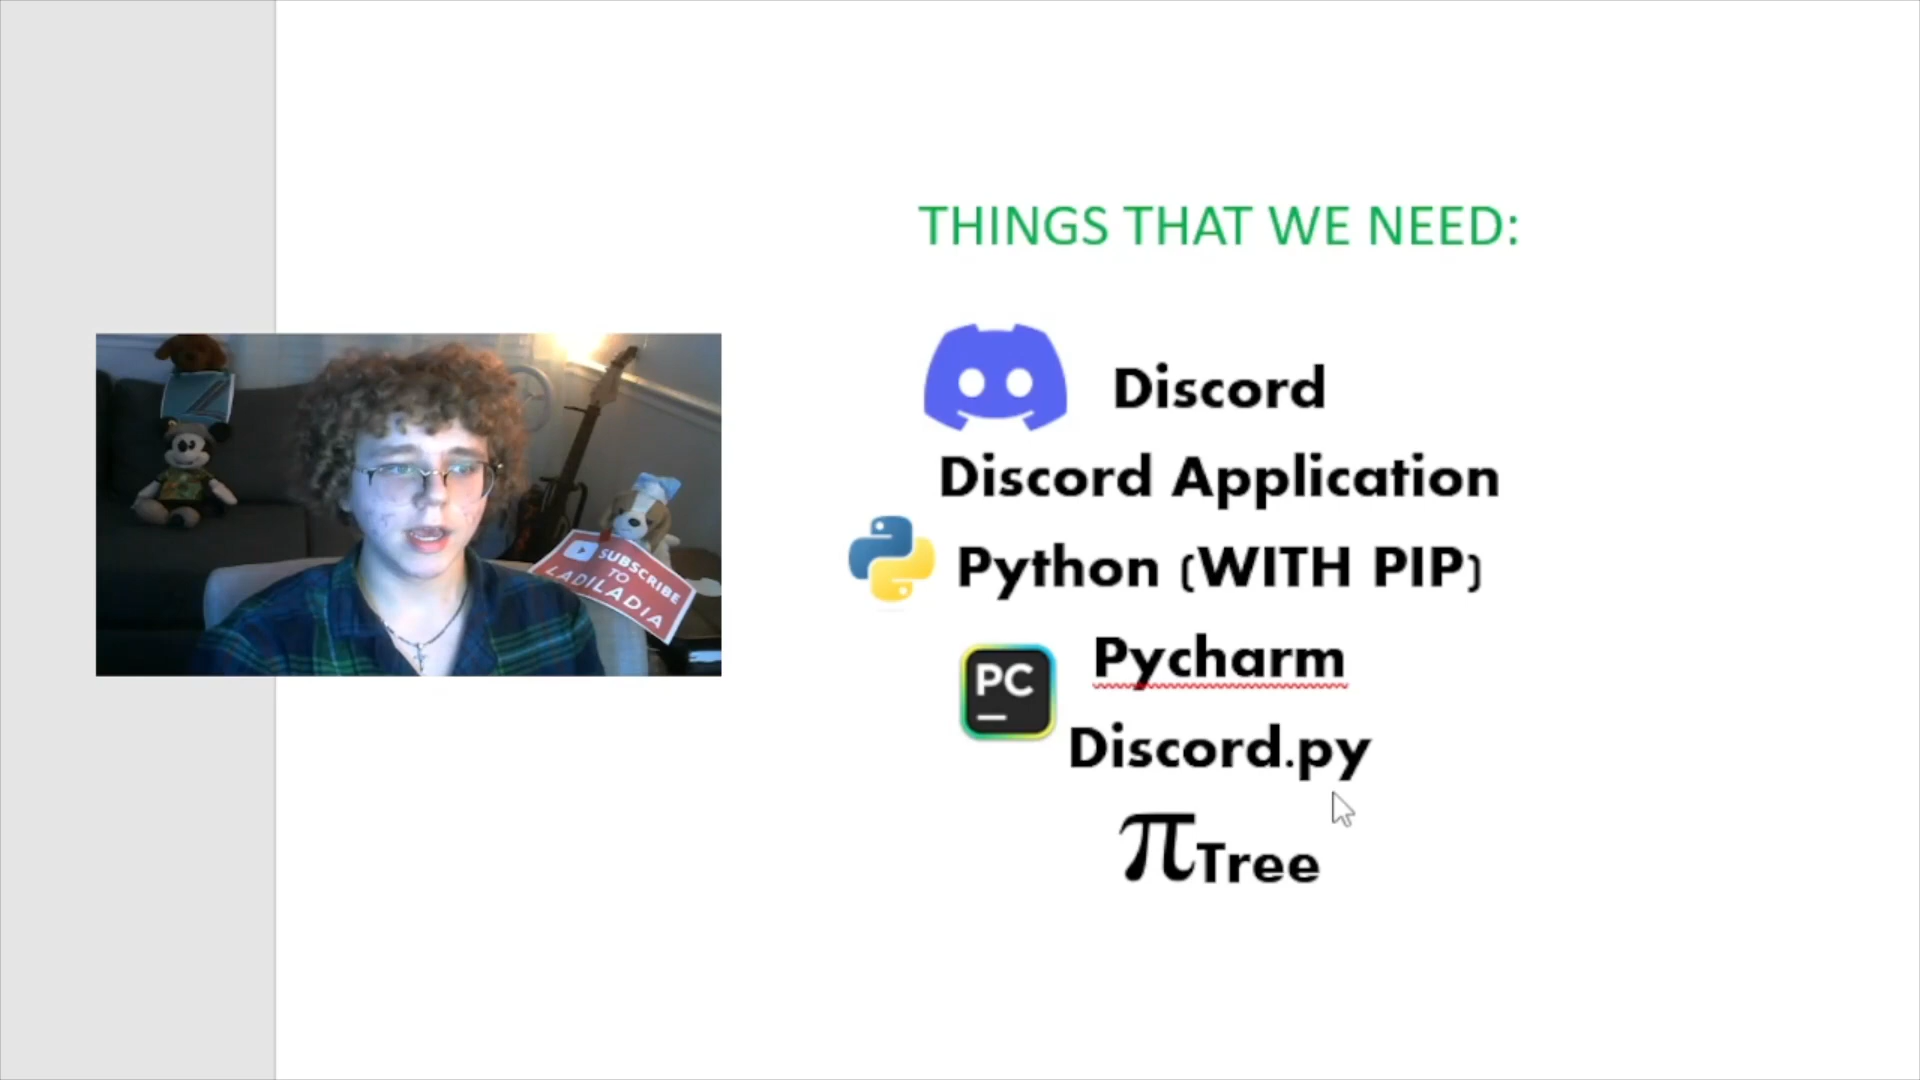 THINGS THAT WE NEED:
Discord
Discord Application
Python (WITH PIP)
PC
Pycharm
Discord.py
πTree
SUBSCRIBE
TO
LADILADIA